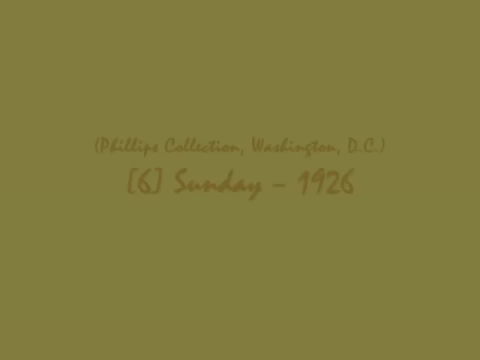 (Phillips Collection, Washington, D.C.)
[6] Sunday – 1926